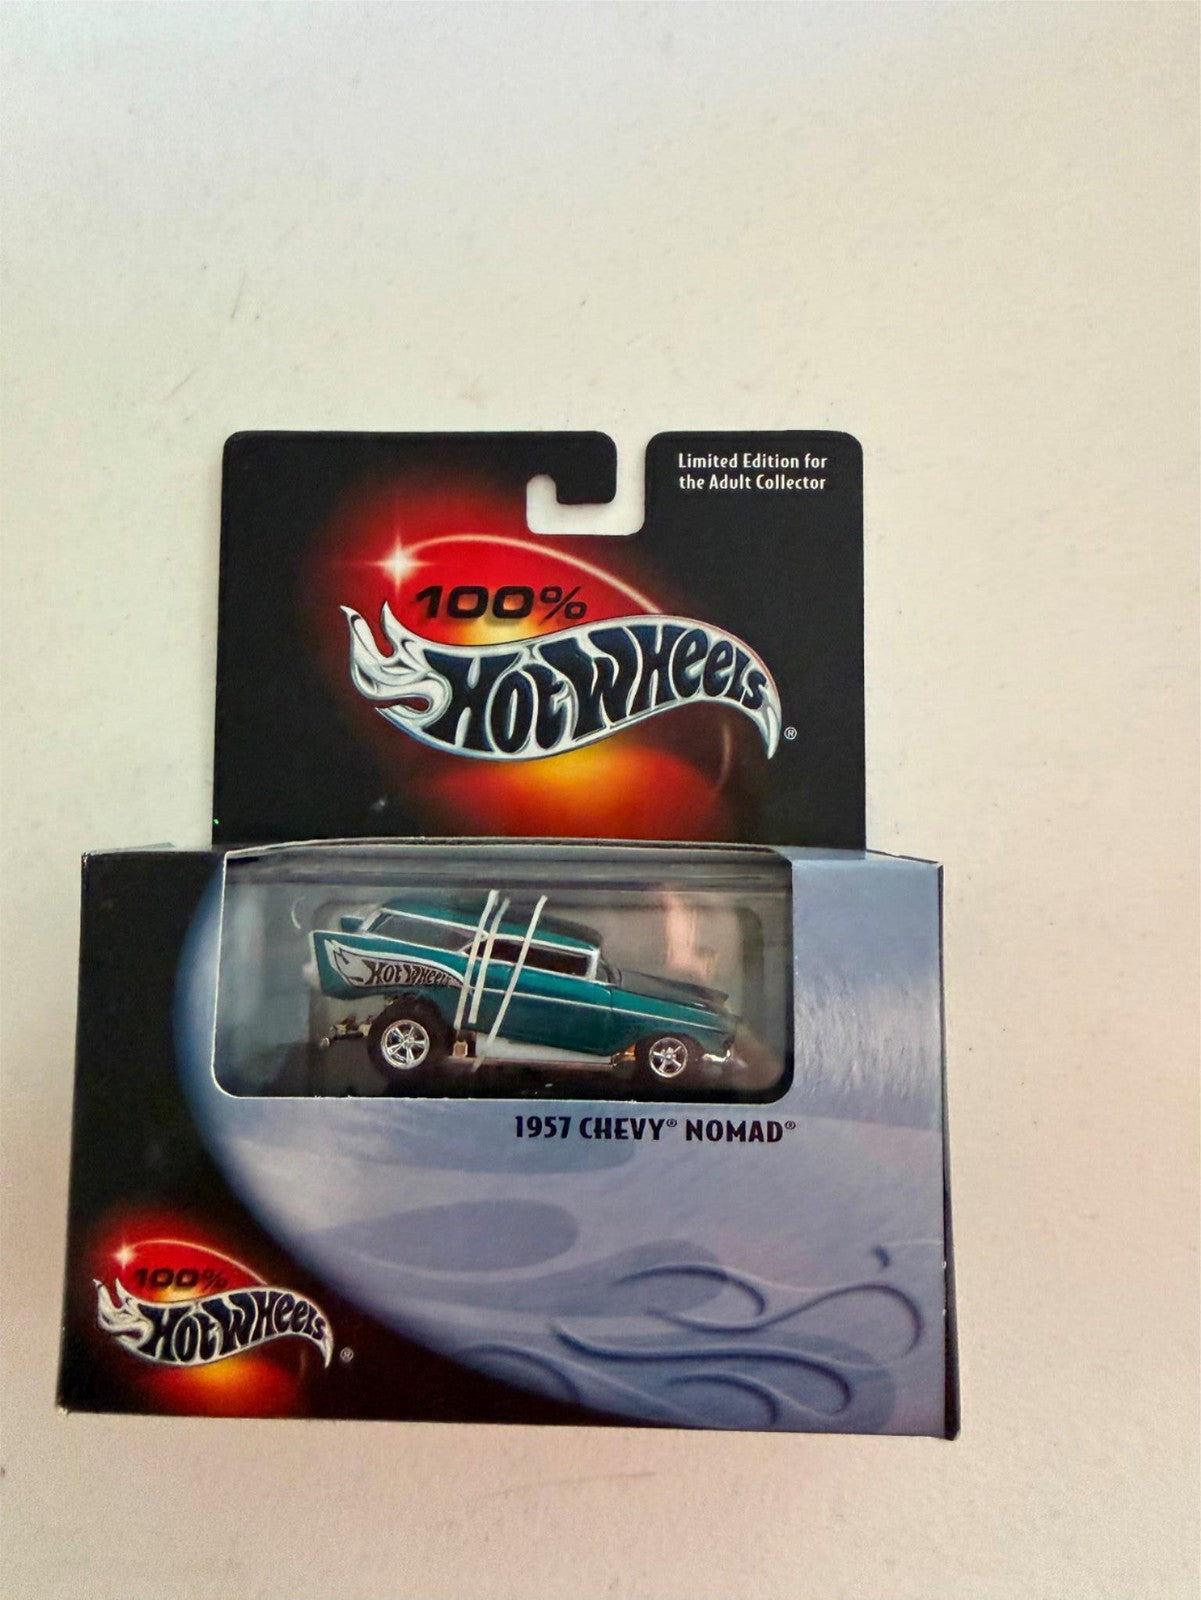 Limited Edition for
the Adult Collector
100%
Hot Wheels ®
Hot Wheels
1957 CHEVY® NOMAD®
100%
Hot Wheels ®